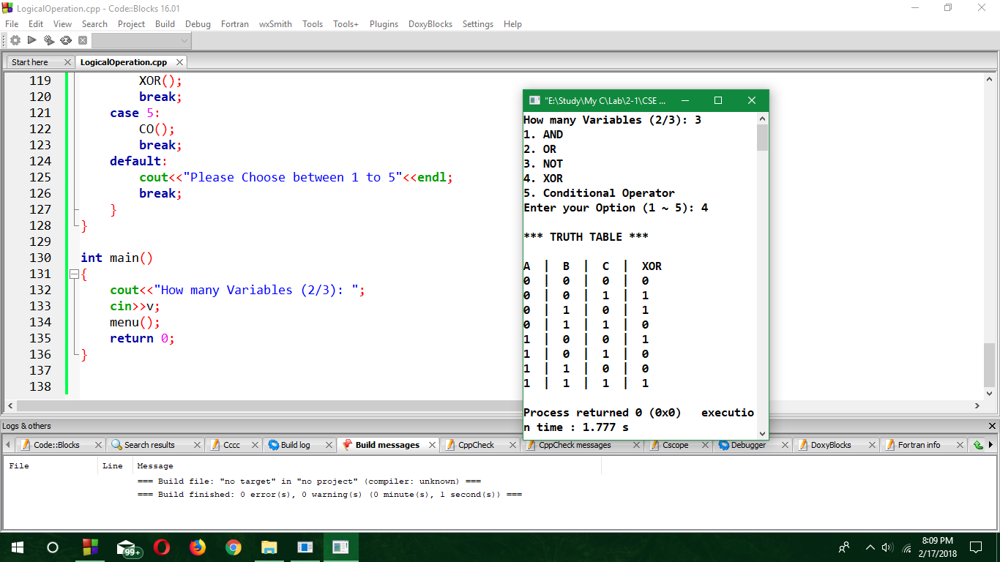 LogicalOperation.cpp - Code::Blocks 16.01
File Edit View Search Project Build Debug Fortran wxSmith Tools Tools+ Plugins DoxyBlocks Settings Help
Start here LogicalOperation.cpp
119 XOR();
120 break;
121 case 5:
122 CO();
123 break;
124 default:
125 cout<<"Please Choose between 1 to 5"<<endl;
126 break;
127 }
128 }
129
130 int main()
131 {
132 cout<<"How many Variables (2/3): ";
133 cin>>v;
134 menu();
135 return 0;
136 }
137
138
"E:\Study\My C\Lab\2-1\CSE ...
How many Variables (2/3): 3
1. AND
2. OR
3. NOT
4. XOR
5. Conditional Operator
Enter your Option (1 ~ 5): 4
*** TRUTH TABLE ***
A | B | C | XOR
0 | 0 | 0 | 0
0 | 0 | 1 | 1
0 | 1 | 0 | 1
0 | 1 | 1 | 0
1 | 0 | 0 | 1
1 | 0 | 1 | 0
1 | 1 | 0 | 0
1 | 1 | 1 | 1
Process returned 0 (0x0) executio
n time : 1.777 s
Logs & others
Code::Blocks Search results Cccc Build log Build messages CppCheck CppCheck messages Cscope Debugger DoxyBlocks Fortran info
File Line Message
=== Build file: "no target" in "no project" (compiler: unknown) ===
=== Build finished: 0 error(s), 0 warning(s) (0 minute(s), 1 second(s)) ===
99+
8:09 PM
2/17/2018